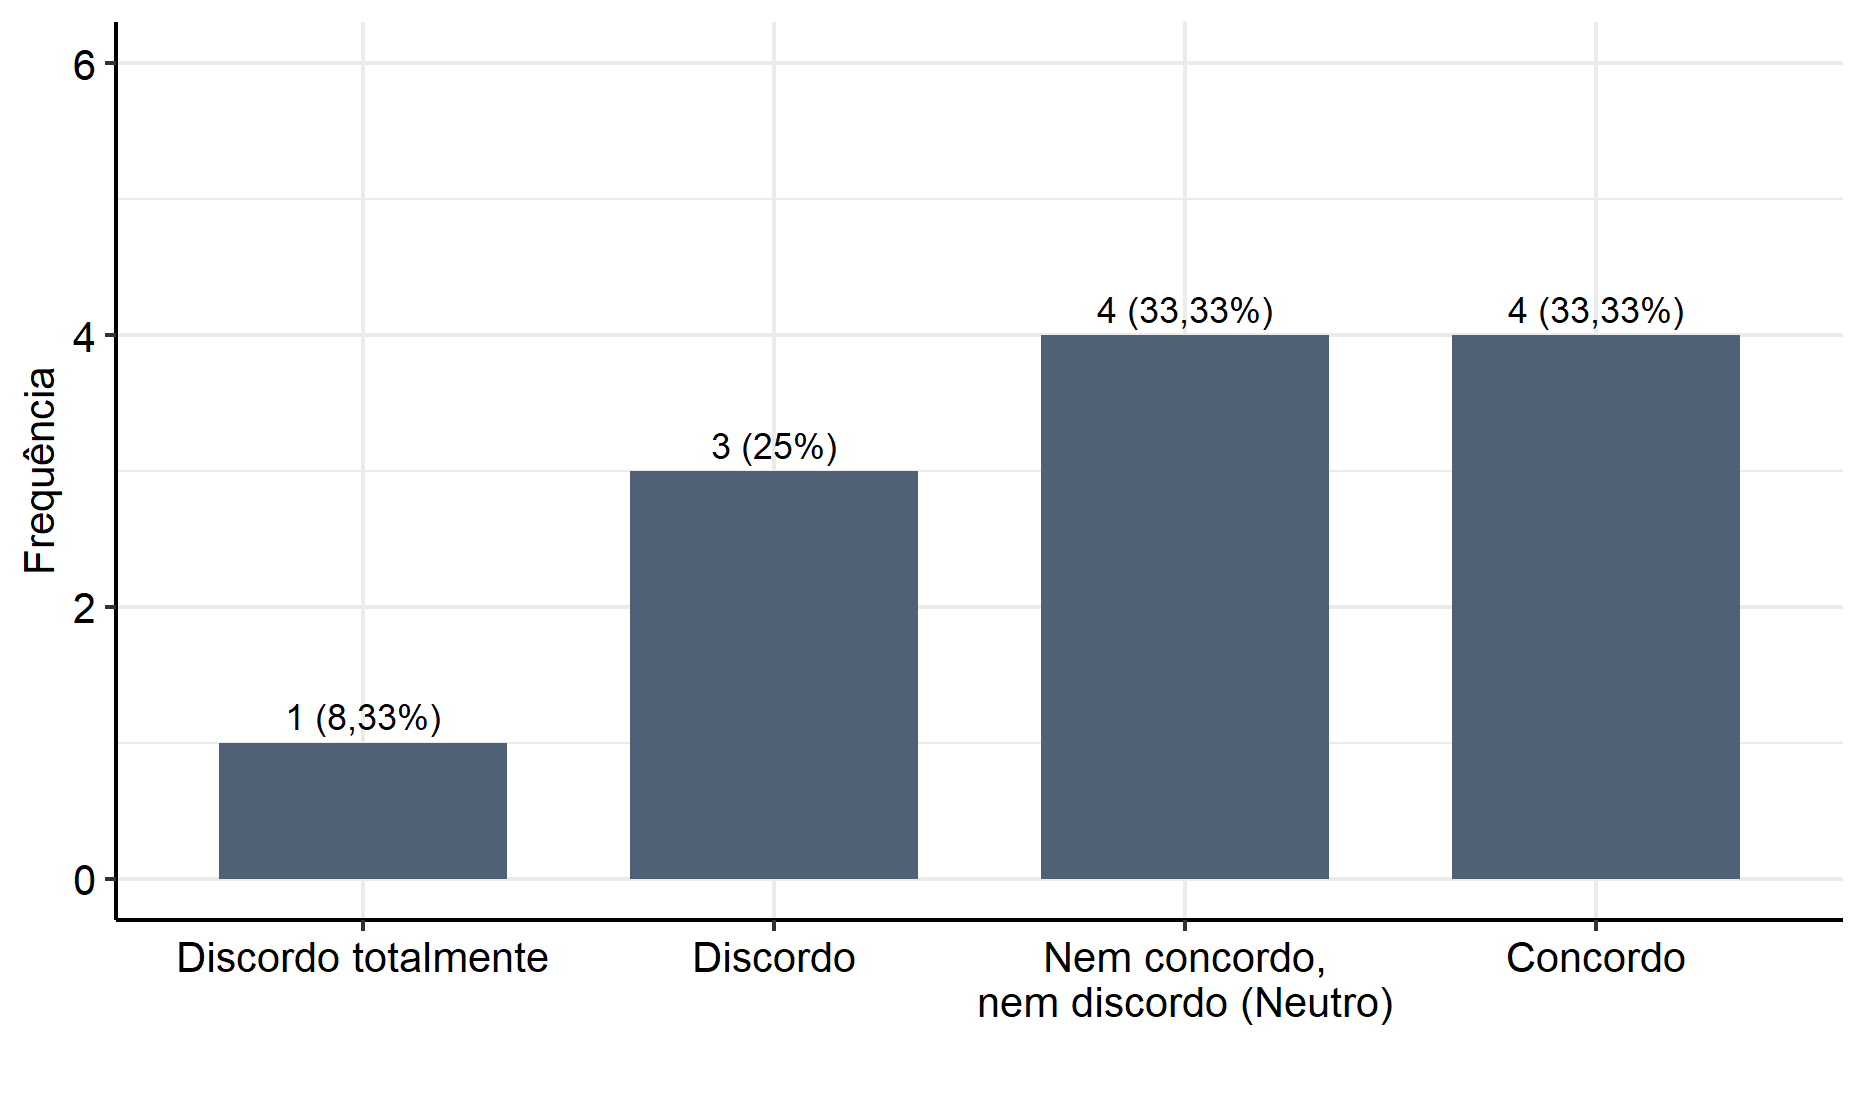 6
4
2
0
Frequência
1 (8,33%)
3 (25%)
4 (33,33%)
4 (33,33%)
Discordo totalmente
Discordo
Nem concordo,
nem discordo (Neutro)
Concordo